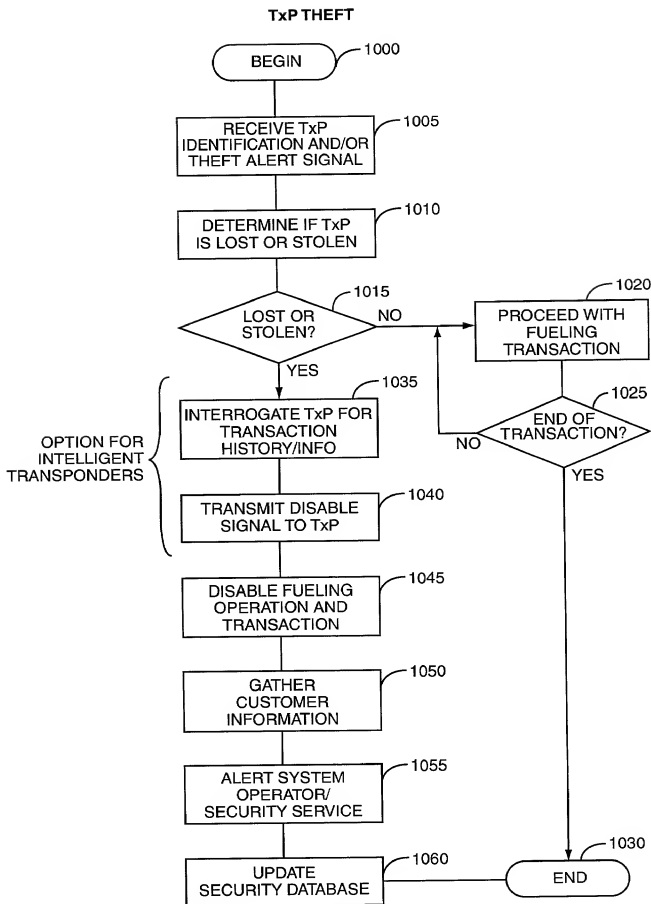 TxP THEFT
BEGIN
1000
RECEIVE TxP
IDENTIFICATION AND/OR
THEFT ALERT SIGNAL
1005
DETERMINE IF TxP
IS LOST OR STOLEN
1010
LOST OR
STOLEN?
1015
NO
YES
PROCEED WITH
FUELING
TRANSACTION
1020
END OF
TRANSACTION?
1025
NO
YES
OPTION FOR
INTELLIGENT
TRANSPONDERS
INTERROGATE TxP FOR
TRANSACTION
HISTORY/INFO
1035
TRANSMIT DISABLE
SIGNAL TO TxP
1040
DISABLE FUELING
OPERATION AND
TRANSACTION
1045
GATHER
CUSTOMER
INFORMATION
1050
ALERT SYSTEM
OPERATOR/
SECURITY SERVICE
1055
UPDATE
SECURITY DATABASE
1060
END
1030